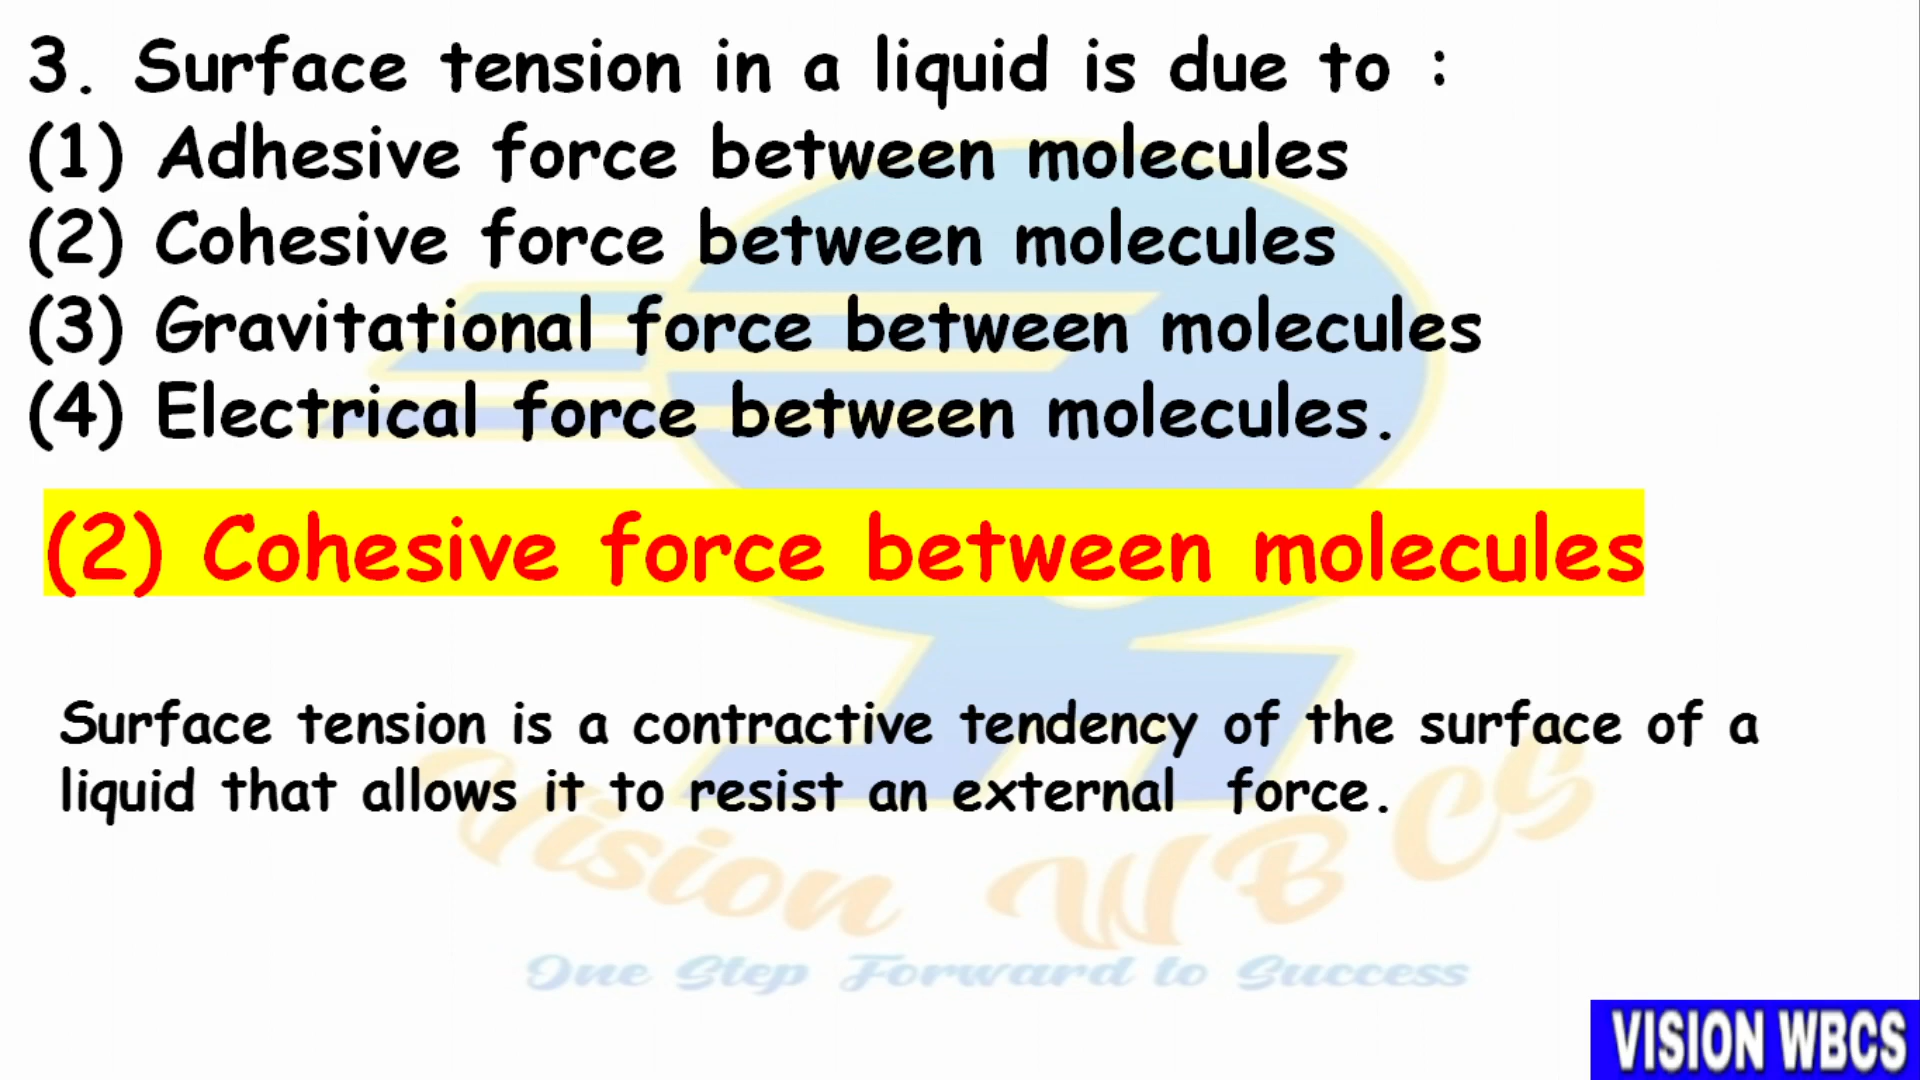 3. Surface tension in a liquid is due to :
(1) Adhesive force between molecules
(2) Cohesive force between molecules
(3) Gravitational force between molecules
(4) Electrical force between molecules.
(2) Cohesive force between molecules
Surface tension is a contractive tendency of the surface of a
liquid that allows it to resist an external force.
Vision WBCS
One Step Forward to Success
VISION WBCS